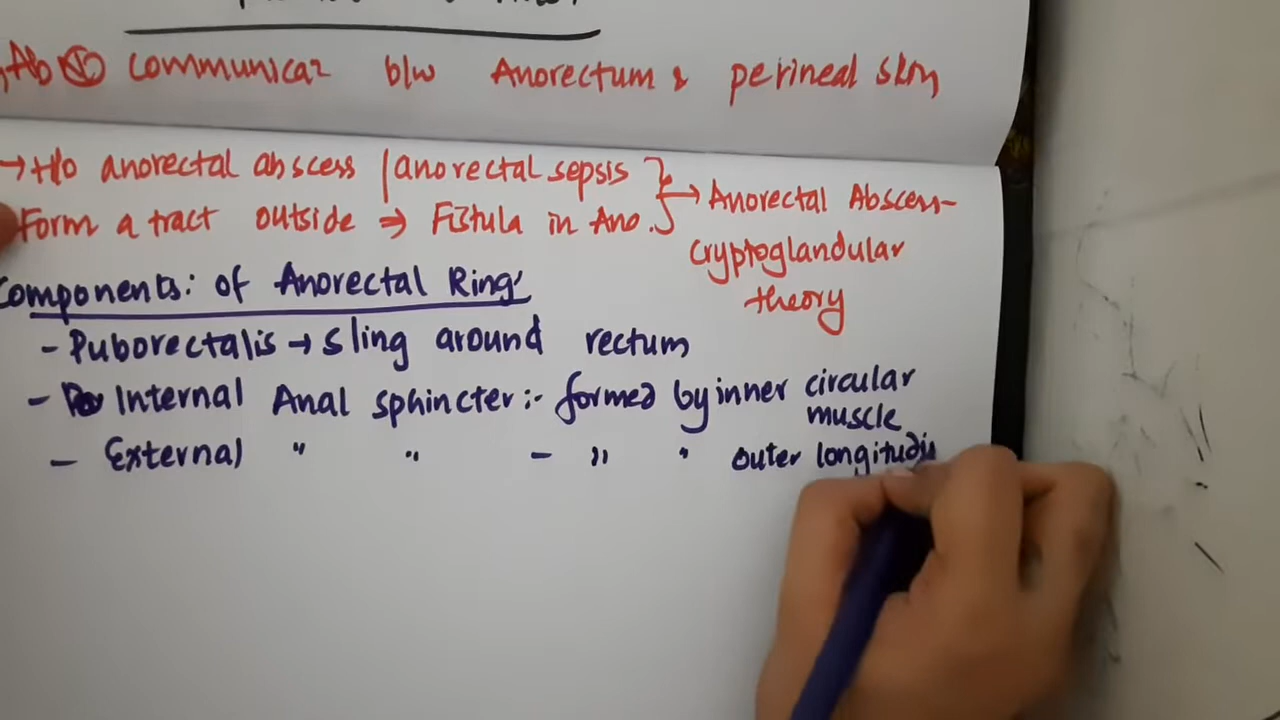 communicaz b/w Anorectum & perineal skin
→ H/o anorectal abscess / anorectal sepsis
Form a tract outside ⇒ Fistula in Ano.
→ Anorectal Abscess-
cryptoglandular
theory
Components: of Anorectal Ring
- Puborectalis → sling around rectum
- Internal Anal sphincter :- formed by inner circular
muscle
- External " " - " " outer longitudi